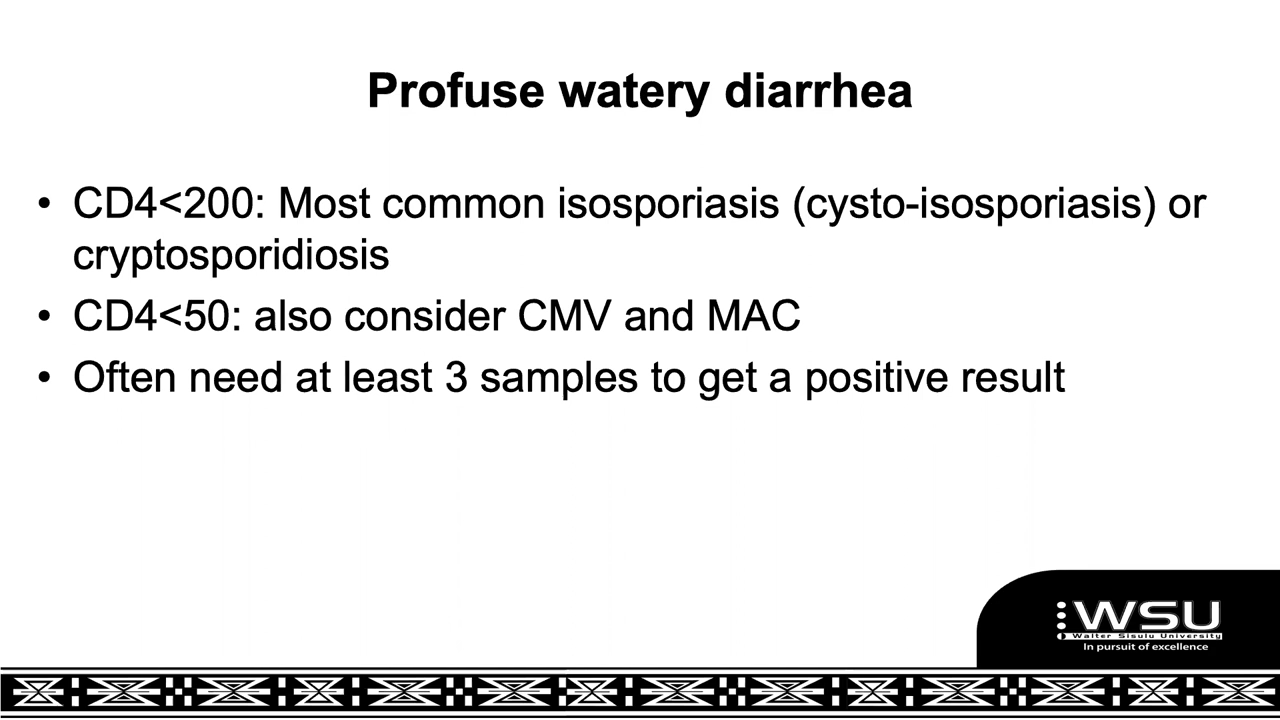 Profuse watery diarrhea
• CD4<200: Most common isosporiasis (cysto-isosporiasis) or
cryptosporidiosis
• CD4<50: also consider CMV and MAC
• Often need at least 3 samples to get a positive result
WSU
Walter Sisulu University
In pursuit of excellence